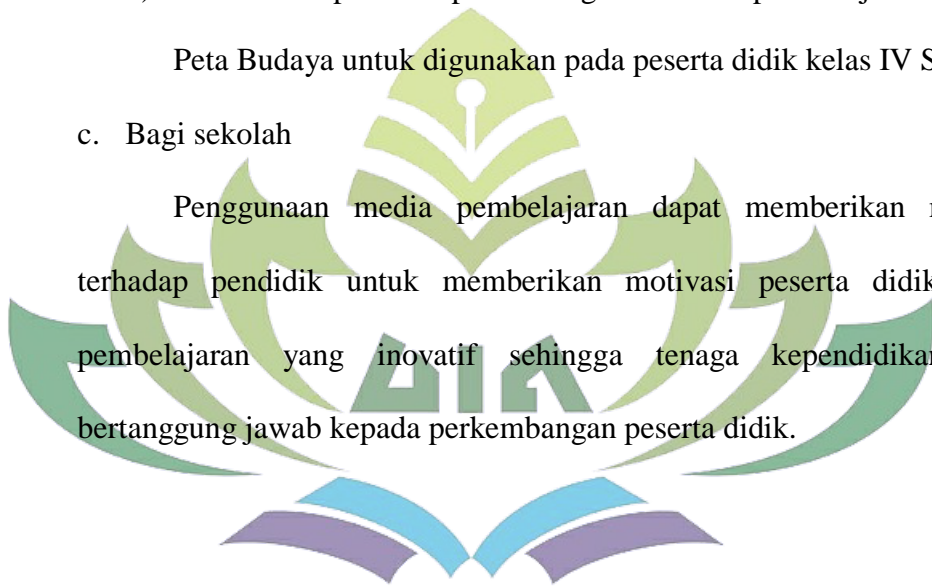 Peta Budaya untuk digunakan pada peserta didik kelas IV S
c. Bagi sekolah
Penggunaan media pembelajaran dapat memberikan
terhadap pendidik untuk memberikan motivasi peserta didik
pembelajaran yang inovatif sehingga tenaga kependidikan
bertanggung jawab kepada perkembangan peserta didik.